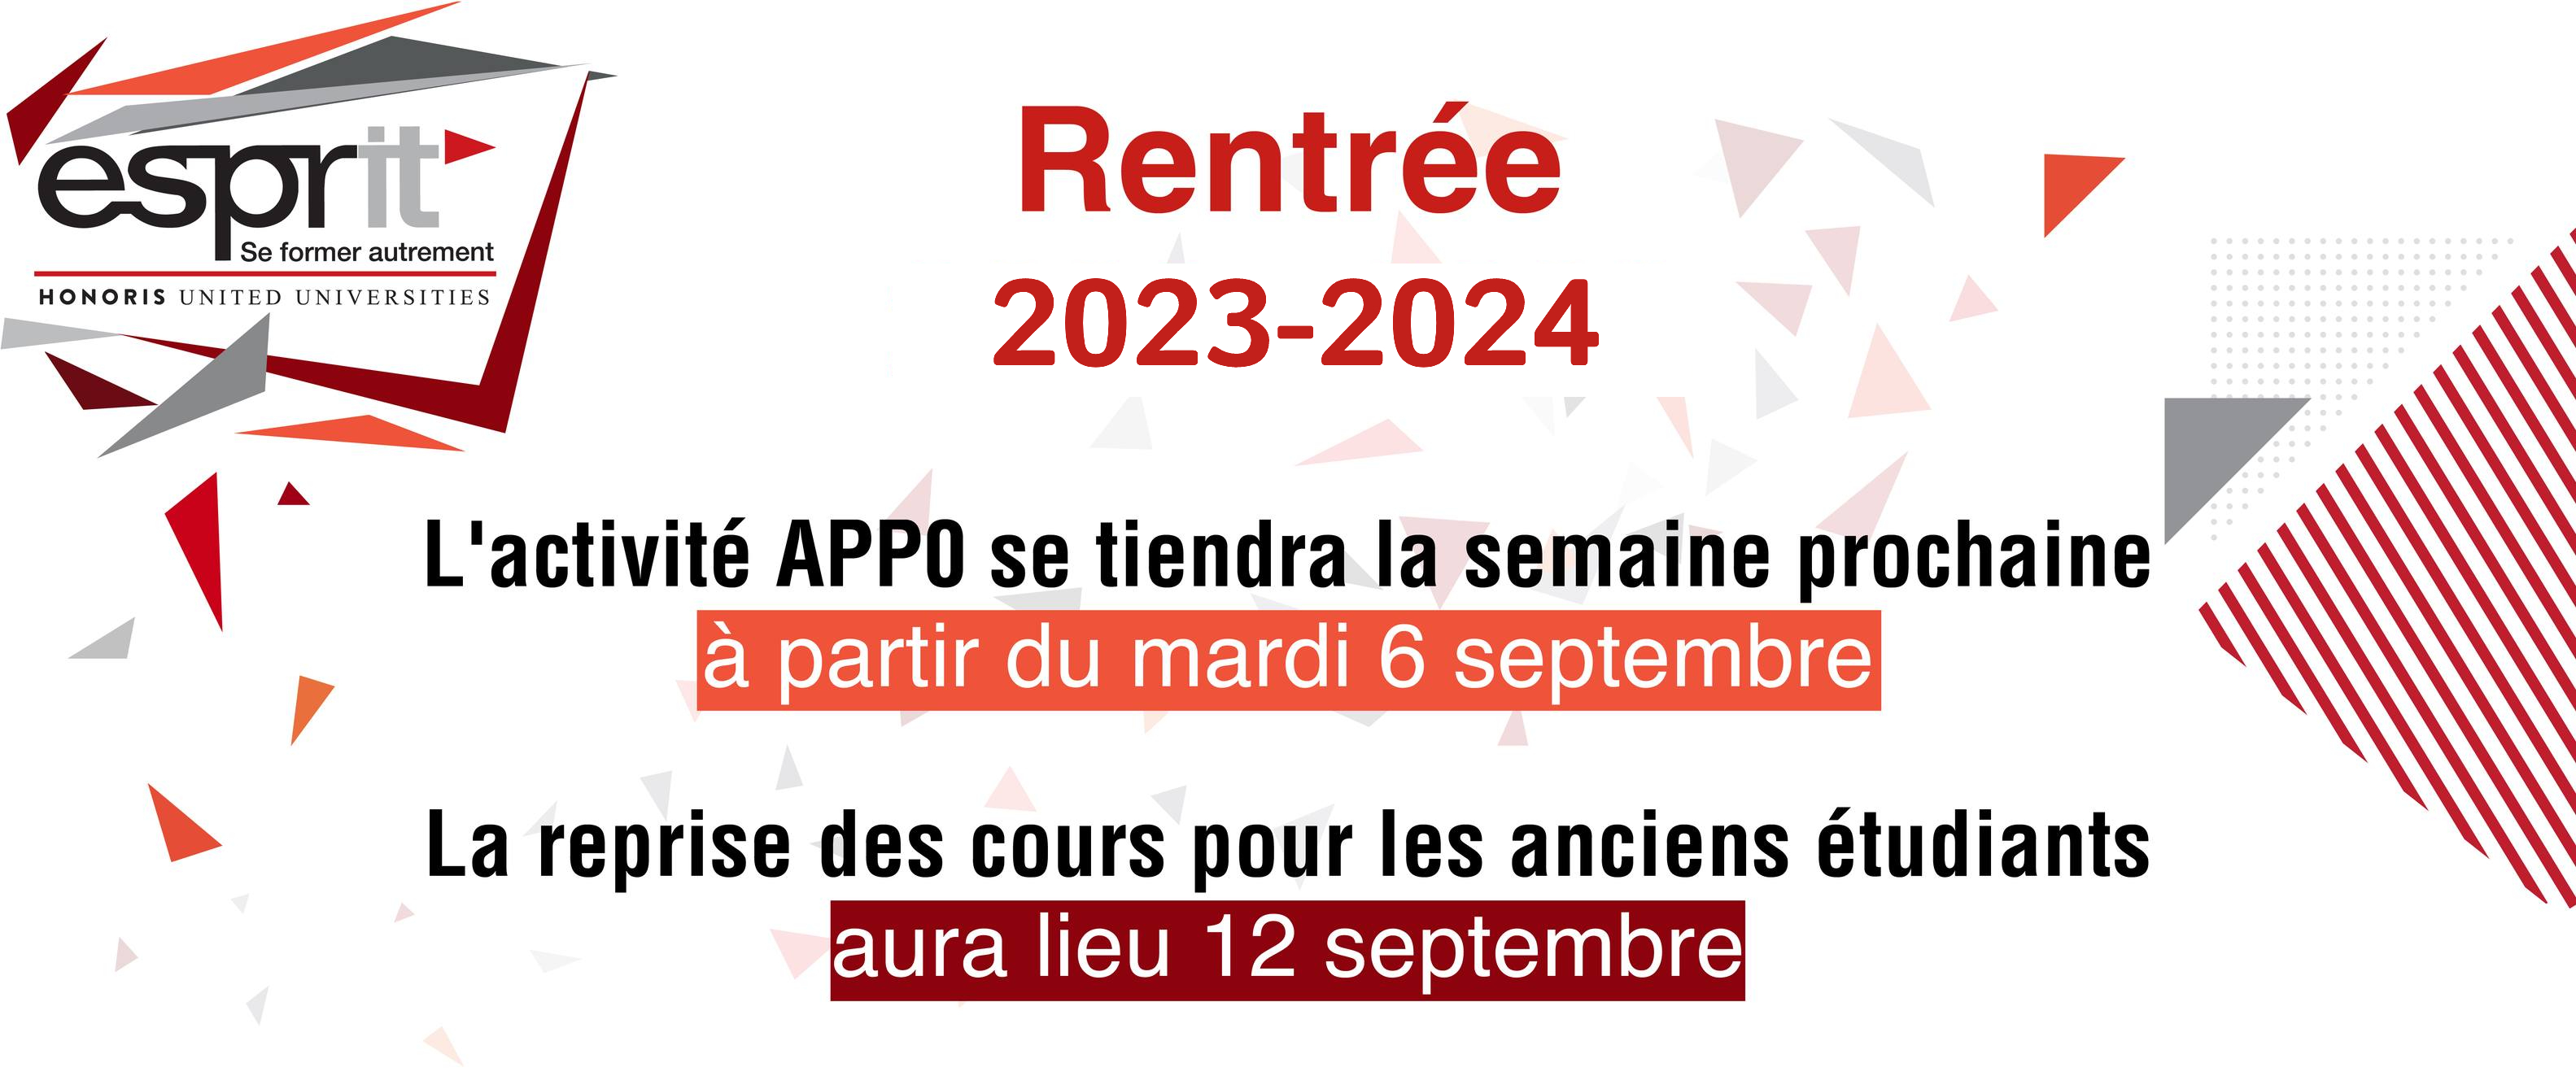 esprit
Se former autrement
HONORIS UNITED UNIVERSITIES
Rentrée
2023-2024
L'activité APP0 se tiendra la semaine prochaine
à partir du mardi 6 septembre
La reprise des cours pour les anciens étudiants
aura lieu 12 septembre